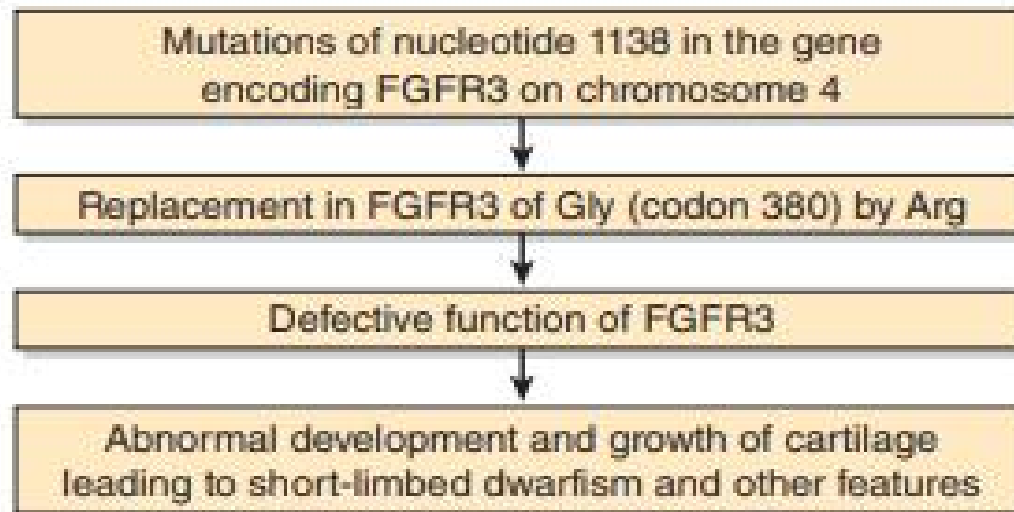 Mutations of nucleotide 1138 in the gene
encoding FGFR3 on chromosome 4
Replacement in FGFR3 of Gly (codon 380) by Arg
Defective function of FGFR3
Abnormal development and growth of cartilage
leading to short-limbed dwarfism and other features